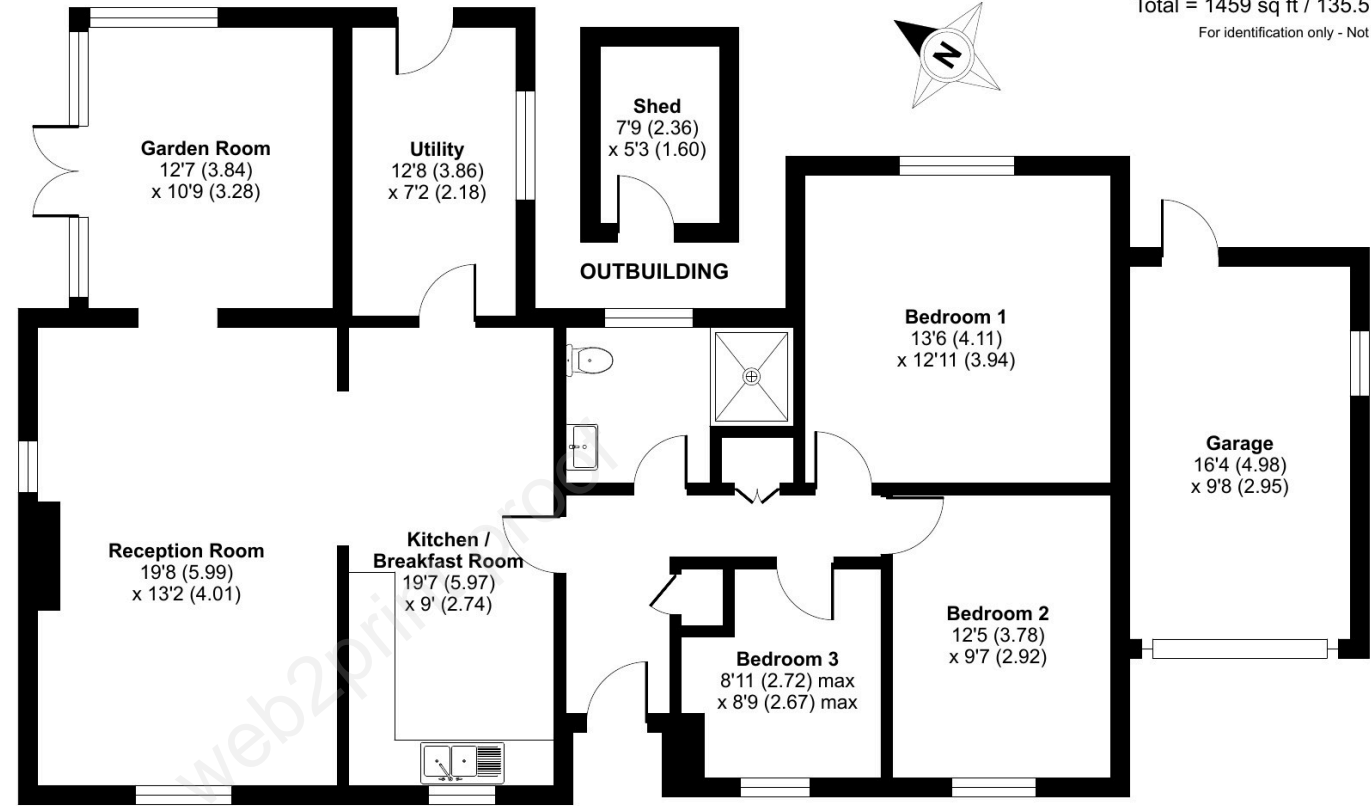 Total = 1459 sq ft / 135.5
For identification only - Not
N
Garden Room
12'7 (3.84)
x 10'9 (3.28)
Utility
12'8 (3.86)
x 7'2 (2.18)
Shed
7'9 (2.36)
x 5'3 (1.60)
OUTBUILDING
Bedroom 1
13'6 (4.11)
x 12'11 (3.94)
Garage
16'4 (4.98)
x 9'8 (2.95)
Reception Room
19'8 (5.99)
x 13'2 (4.01)
Kitchen /
Breakfast Room
19'7 (5.97)
x 9' (2.74)
Bedroom 2
12'5 (3.78)
x 9'7 (2.92)
Bedroom 3
8'11 (2.72) max
x 8'9 (2.67) max
web2print proof